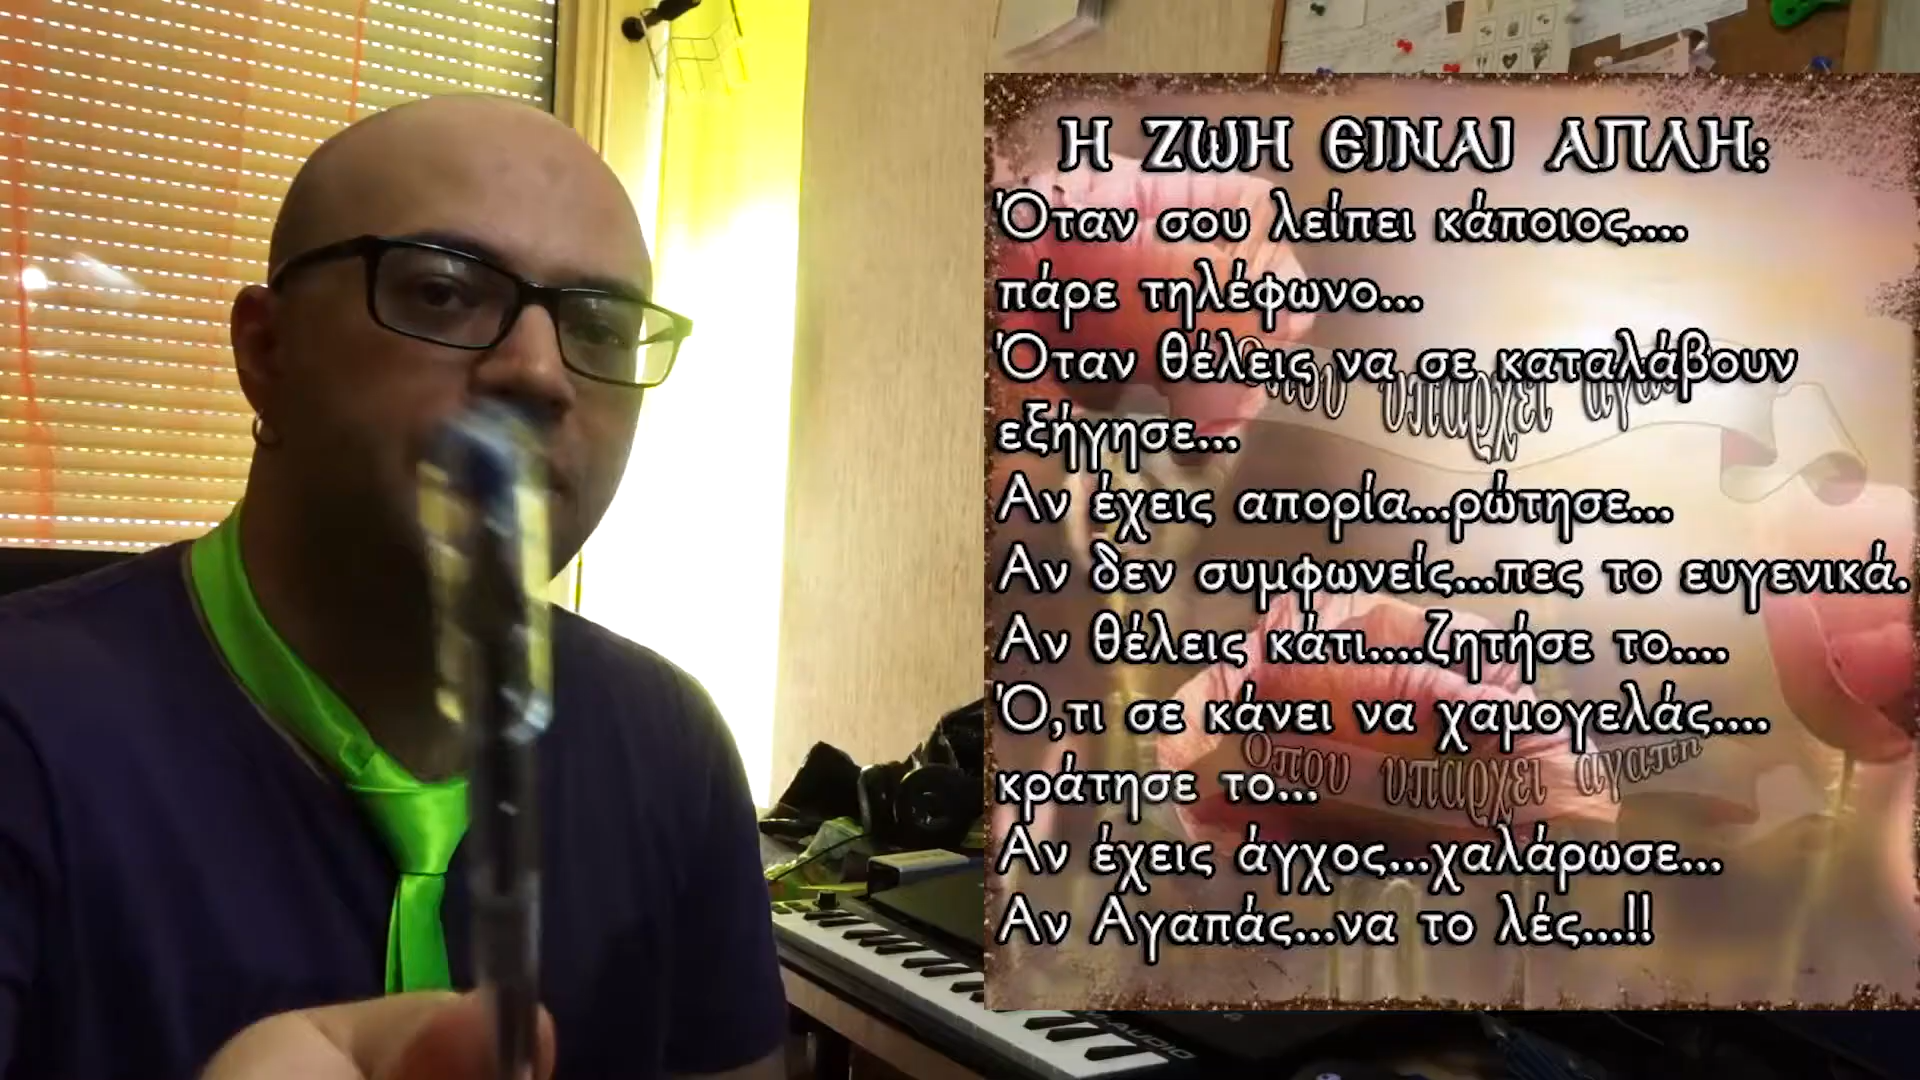 Η ΖΩΗ ΕΙΝΑΙ ΑΠΛΗ:
Όταν σου λείπει κάποιος....
πάρε τηλέφωνο...
Όταν θέλεις να σε καταλάβουν
εξήγησε...
Αν έχεις απορία...ρώτησε...
Αν δεν συμφωνείς...πες το ευγενικά.
Αν θέλεις κάτι....ζητήσε το....
Ό,τι σε κάνει να χαμογελάς....
κράτησε το...
Αν έχεις άγχος...χαλάρωσε...
Αν Αγαπάς...να το λές...!!
Οπου υπαρχει αγαπη
M-AUDIO